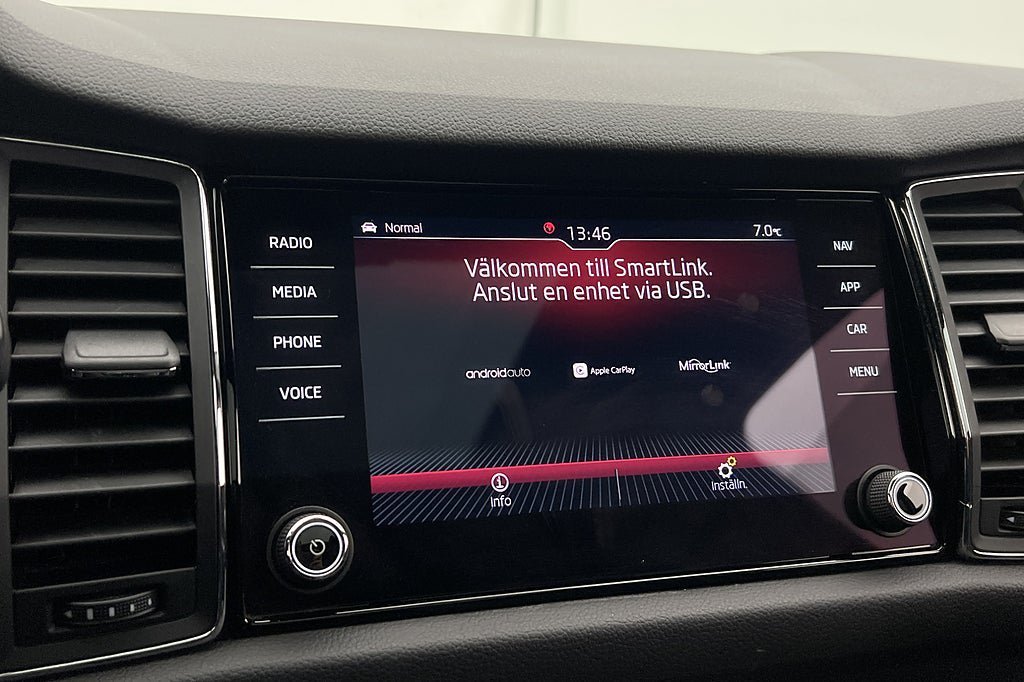 Normal
13:46
7.0°C
RADIO
MEDIA
PHONE
VOICE
Välkommen till SmartLink.
Anslut en enhet via USB.
androidauto
Apple CarPlay
MirrorLink
Info
Inställn.
NAV
APP
CAR
MENU